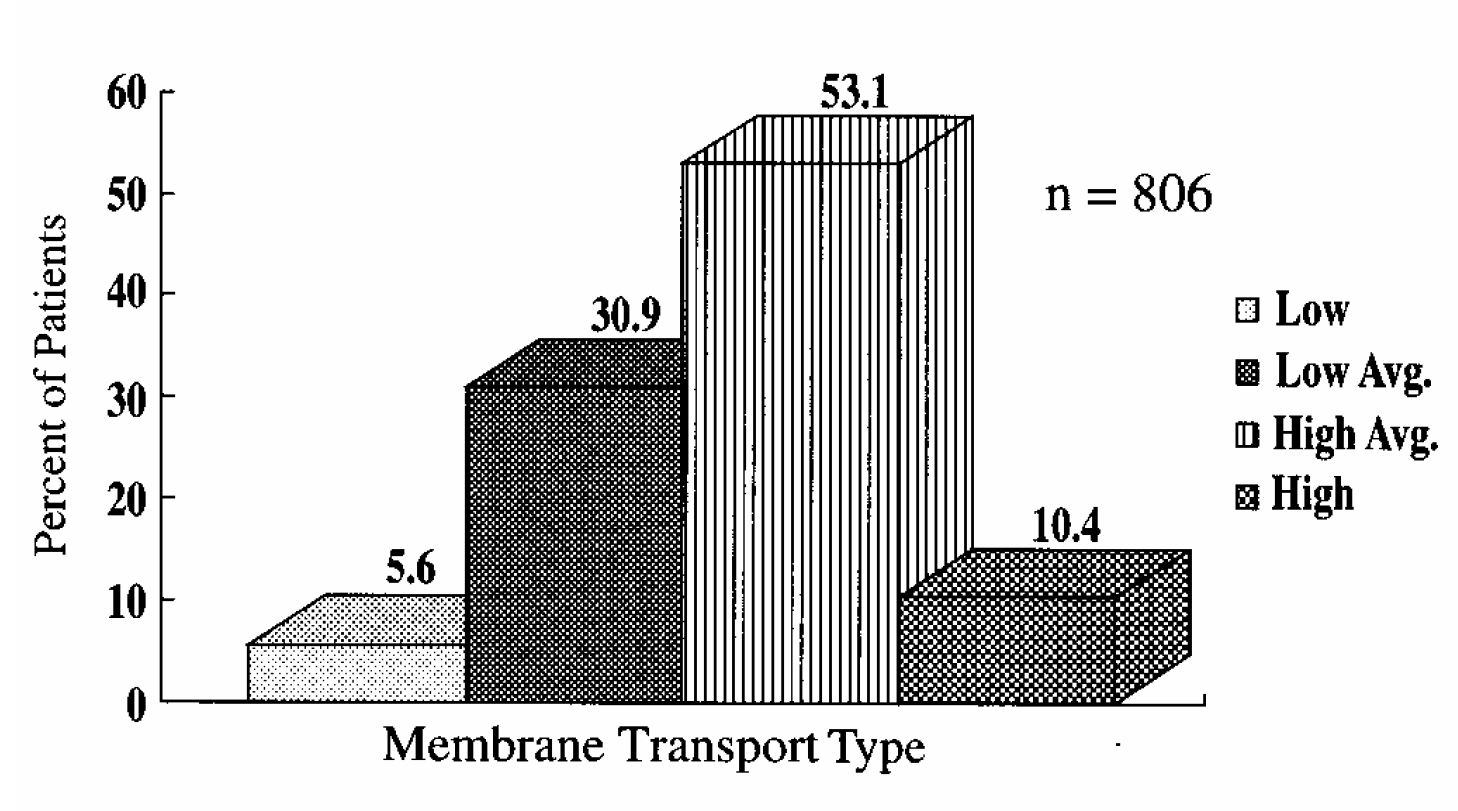 60
50
40
30
20
10
0
Percent of Patients
5.6
30.9
53.1
10.4
n = 806
Low
Low Avg.
High Avg.
High
Membrane Transport Type